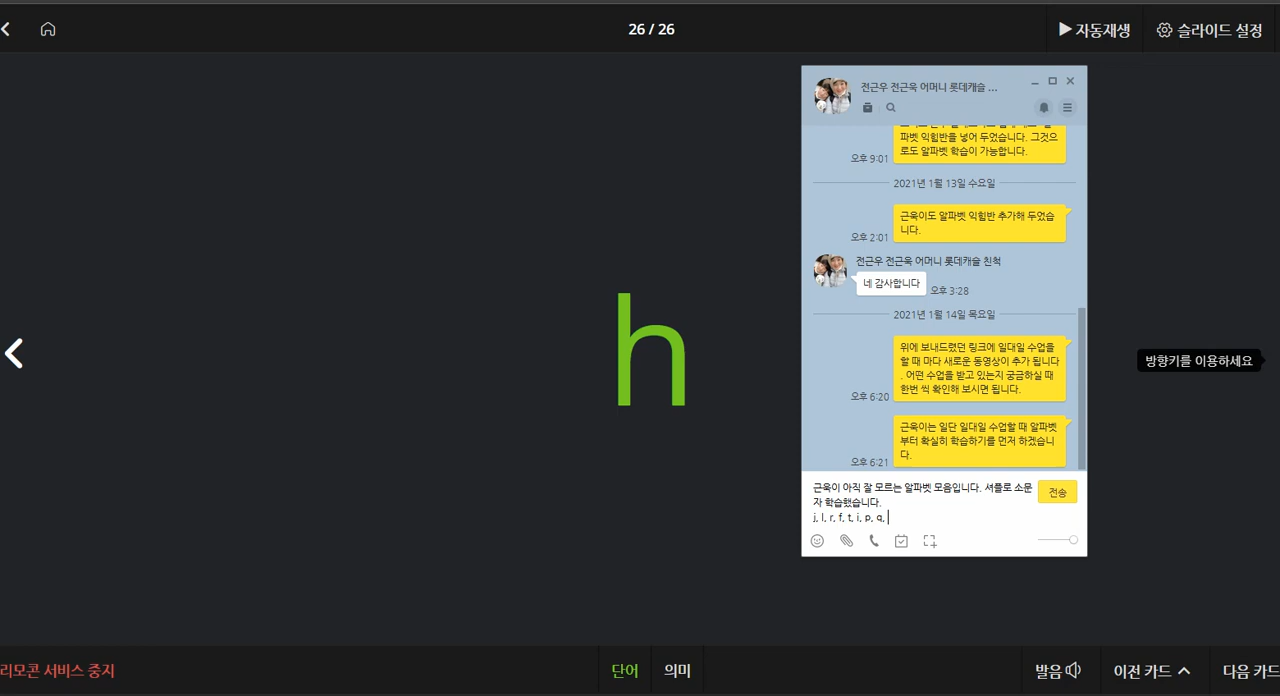 26 / 26
자동재생
슬라이드 설정
전근우 전근욱 어머니 롯데캐슬 ...
파벳 익힘반을 넣어 두었습니다. 그것으
로도 알파벳 학습이 가능합니다.
오후 9:01
2021년 1월 13일 수요일
근욱이도 알파벳 익힘반 추가해 두었습
니다.
오후 2:01
전근우 전근욱 어머니 롯데캐슬 친척
네 감사합니다
오후 3:28
2021년 1월 14일 목요일
위에 보내드렸던 링크에 일대일 수업을
할 때 마다 새로운 동영상이 추가 됩니다
. 어떤 수업을 받고 있는지 궁금하실 때
한번 씩 확인해 보시면 됩니다.
오후 6:20
근욱이는 일단 일대일 수업할 때 알파벳
부터 확실히 학습하기를 먼저 하겠습니
다.
오후 6:21
근욱이 아직 잘 모르는 알파벳 모음입니다. 셔플로 소문
자 학습했습니다.
j, l, r, f, t, i, p, q,
전송
h
방향키를 이용하세요
리모콘 서비스 중지
단어
의미
발음
이전 카드
다음 카드